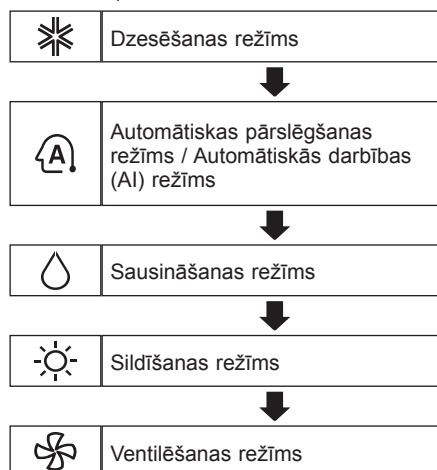 Dzesēšanas režīms
A
Automātiskas pārslēgšanas
režīms / Automātiskās darbības
(AI) režīms
Sausināšanas režīms
Sildīšanas režīms
Ventilēšanas režīms